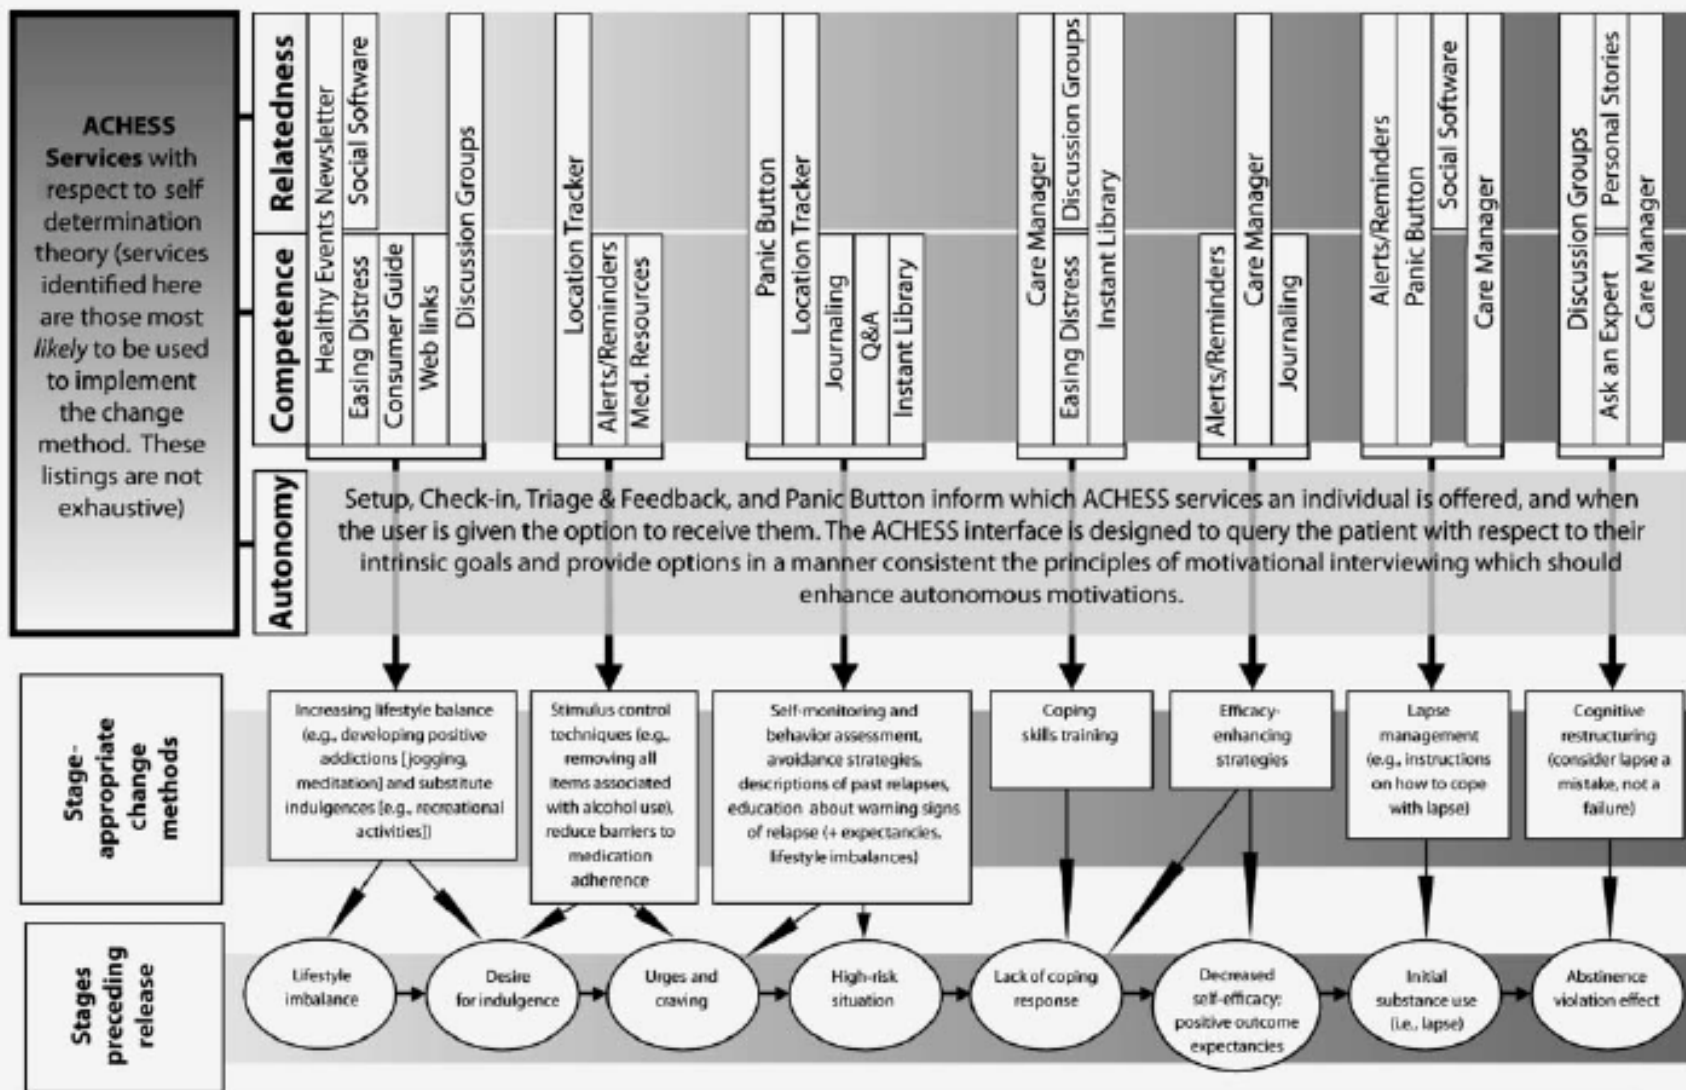 ACHESS
Services with
respect to self
determination
theory (services
identified here
are those most
likely to be used
to implement
the change
method. These
listings are not
exhaustive)
Relatedness
Competence
Autonomy
Healthy Events Newsletter
Social Software
Easing Distress
Consumer Guide
Web links
Discussion Groups
Location Tracker
Alerts/Reminders
Med. Resources
Panic Button
Location Tracker
Journaling
Q&A
Instant Library
Care Manager
Discussion Groups
Easing Distress
Instant Library
Alerts/Reminders
Care Manager
Journaling
Alerts/Reminders
Panic Button
Social Software
Care Manager
Discussion Groups
Personal Stories
Ask an Expert
Care Manager
Setup, Check-in, Triage & Feedback, and Panic Button inform which ACHESS services an individual is offered, and when
the user is given the option to receive them. The ACHESS interface is designed to query the patient with respect to their
intrinsic goals and provide options in a manner consistent the principles of motivational interviewing which should
enhance autonomous motivations.
Stage-
appropriate
change
methods
Increasing lifestyle balance
(e.g., developing positive
addictions [jogging,
meditation] and substitute
indulgences [e.g., recreational
activities])
Stimulus control
techniques (e.g.,
removing all
items associated
with alcohol use),
reduce barriers to
medication
adherence
Self-monitoring and
behavior assessment,
avoidance strategies,
descriptions of past relapses,
education about warning signs
of relapse (+ expectancies,
lifestyle imbalances)
Coping
skills training
Efficacy-
enhancing
strategies
Lapse
management
(e.g., instructions
on how to cope
with lapse)
Cognitive
restructuring
(consider lapse a
mistake, not a
failure)
Stages
preceding
release
Lifestyle
imbalance
Desire
for indulgence
Urges and
craving
High-risk
situation
Lack of coping
response
Decreased
self-efficacy;
positive outcome
expectancies
Initial
substance use
(i.e., lapse)
Abstinence
violation effect